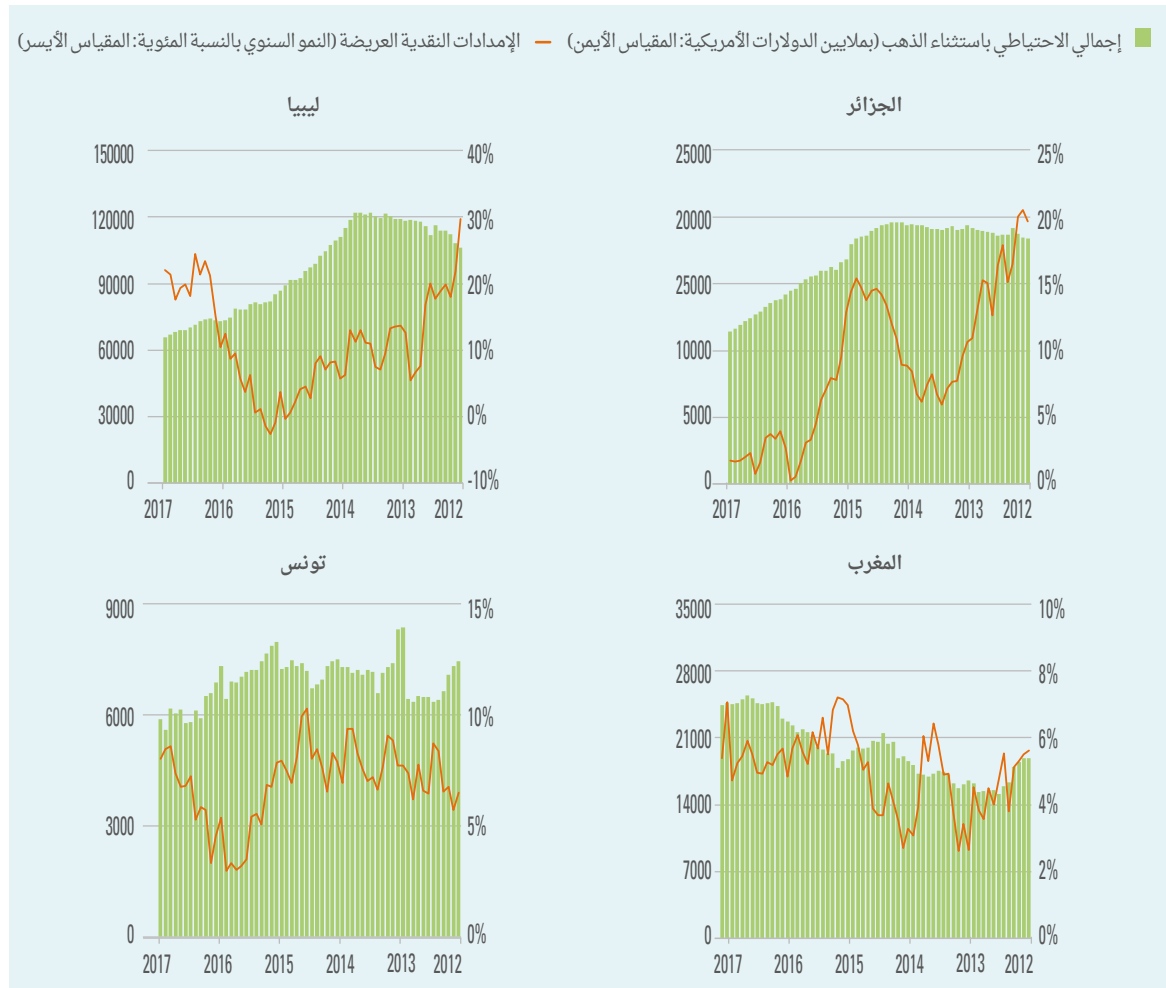 إجمالي الاحتياطي باستثناء الذهب (بملايين الدولارات الأمريكية: المقياس الأيمن) الإمدادات النقدية العريضة (النمو السنوي بالنسبة المئوية: المقياس الأيسر)
الجزائر
25% 25000
20% 20000
15% 25000
10% 10000
5% 5000
0% 0
2012 2013 2014 2015 2016 2017
ليبيا
40% 150000
30% 120000
20% 90000
10% 60000
0% 30000
-10% 0
2012 2013 2014 2015 2016 2017
المغرب
10% 35000
8% 28000
6% 21000
4% 14000
2% 7000
0% 0
2012 2013 2014 2015 2016 2017
تونس
15% 9000
10% 6000
5% 3000
0% 0
2012 2013 2014 2015 2016 2017